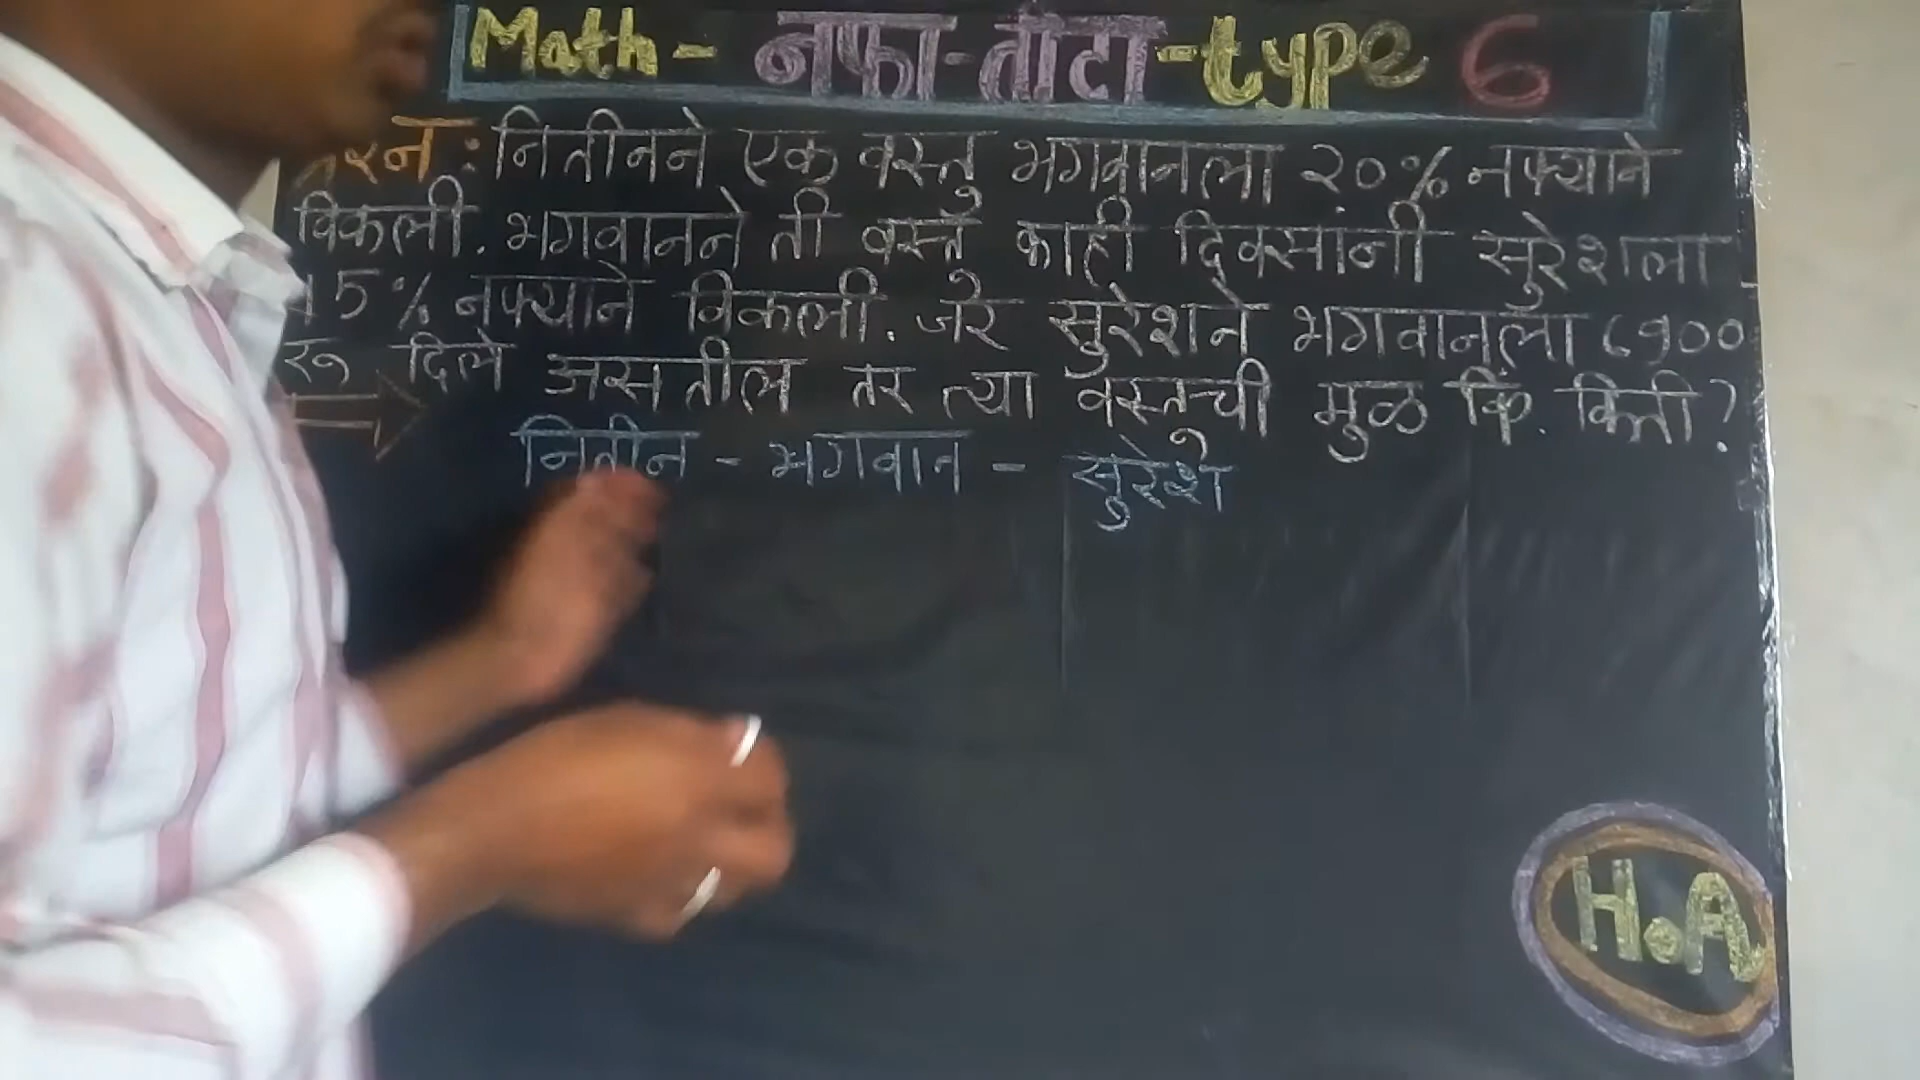 Math - नफा-तोटा -type 6
प्रश्न : नितीनने एक वस्तु भगवानला २०% नफ्याने
विकली. भगवानने ती वस्तु काही दिवसांनी सुरेशला
15% नफ्याने विकली. जर सुरेशने भगवानला ६९००
रु दिले असतील तर त्या वस्तुची मुळ किं. किती?
नितीन - भगवान - सुरेश
H.A